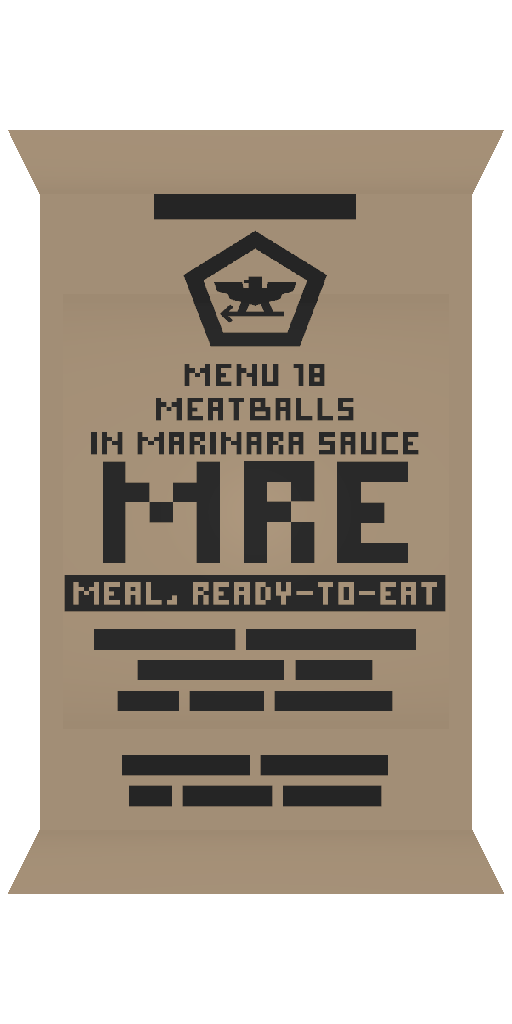 MENU 18
MEATBALLS
IN MARINARA SAUCE
MRE
MEAL, READY-TO-EAT